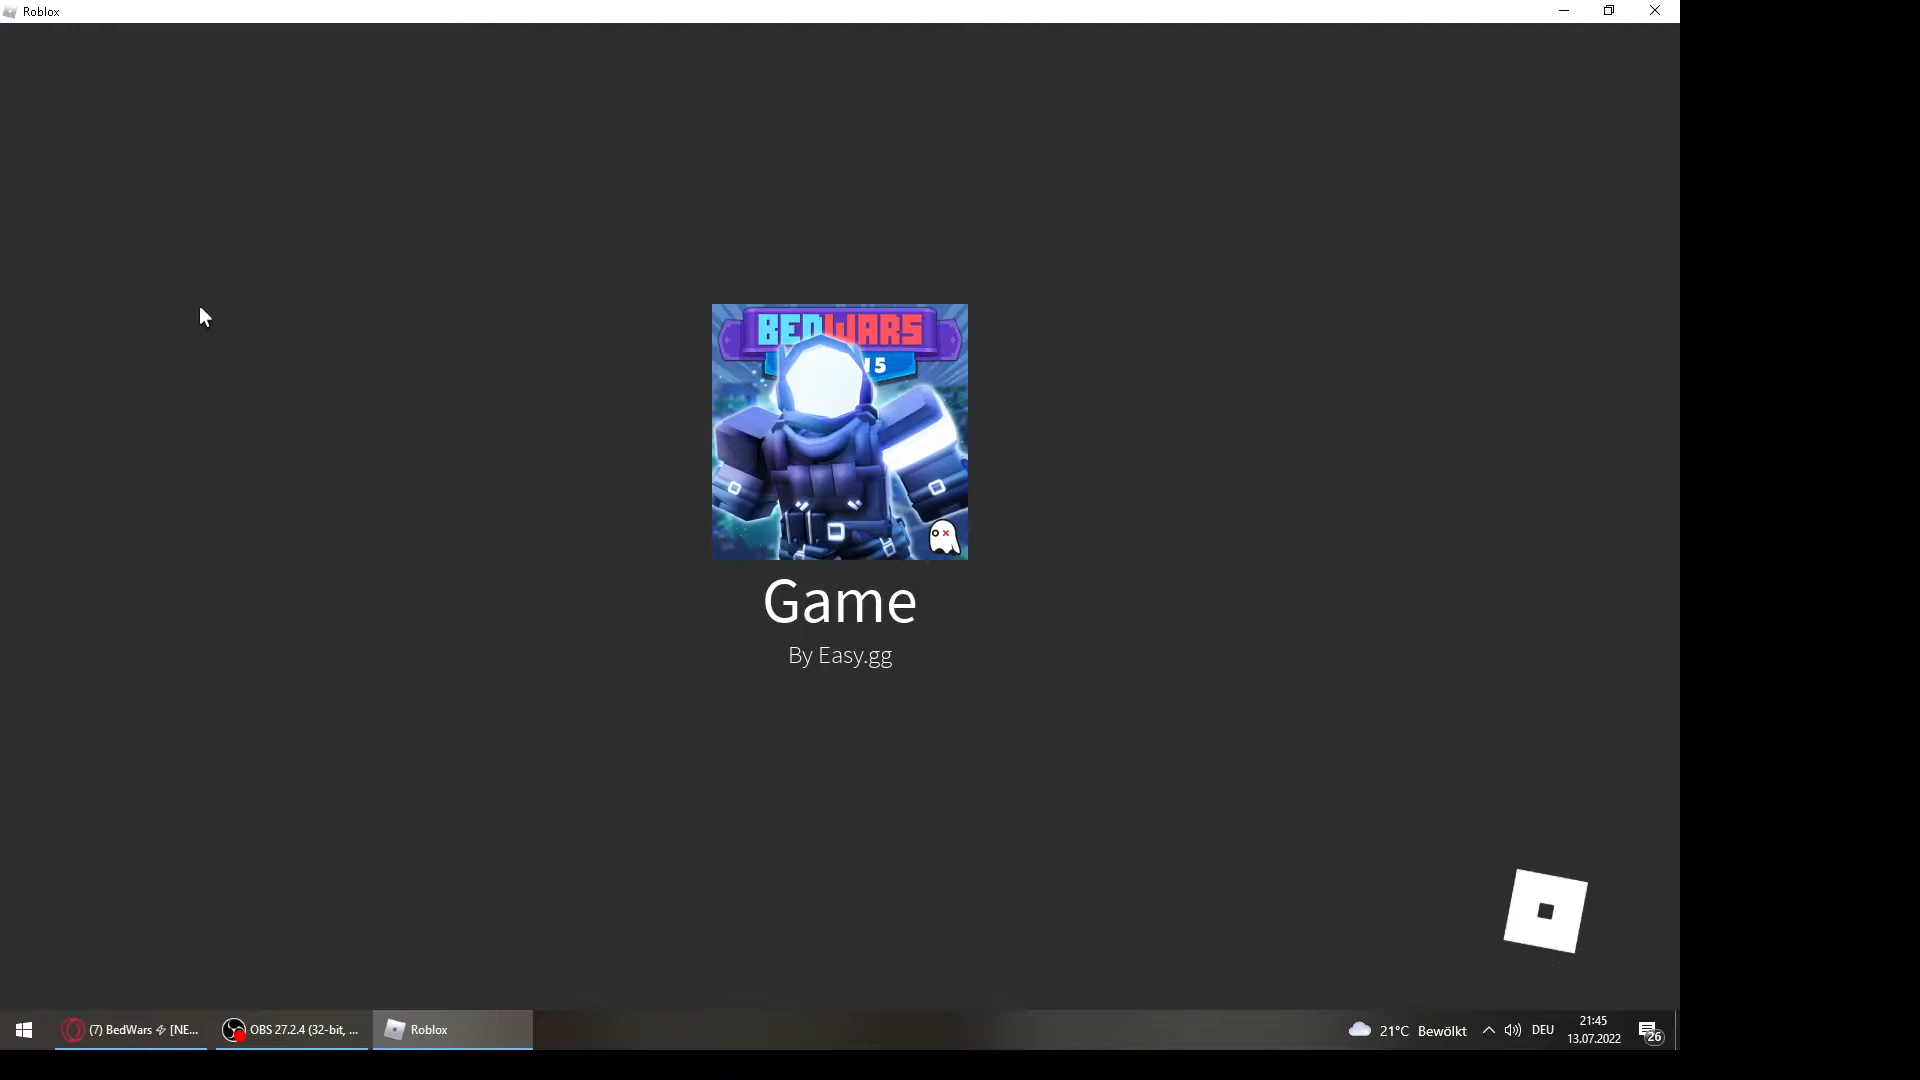 Roblox
BEDWARS
N 5
Game
By Easy.gg
(7) BedWars ⚡ [NE...
OBS 27.2.4 (32-bit, ...
Roblox
21°C Bewölkt
DEU
21:45
13.07.2022
26